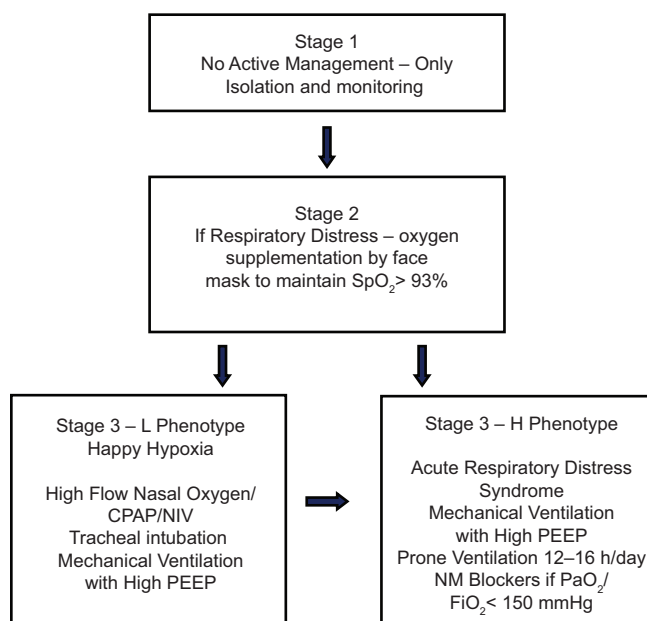 Stage 1
No Active Management – Only
Isolation and monitoring
Stage 2
If Respiratory Distress – oxygen
supplementation by face
mask to maintain SpO₂> 93%
Stage 3 – L Phenotype
Happy Hypoxia
High Flow Nasal Oxygen/
CPAP/NIV
Tracheal intubation
Mechanical Ventilation
with High PEEP
Stage 3 – H Phenotype
Acute Respiratory Distress
Syndrome
Mechanical Ventilation
with High PEEP
Prone Ventilation 12–16 h/day
NM Blockers if PaO₂/
FiO₂< 150 mmHg